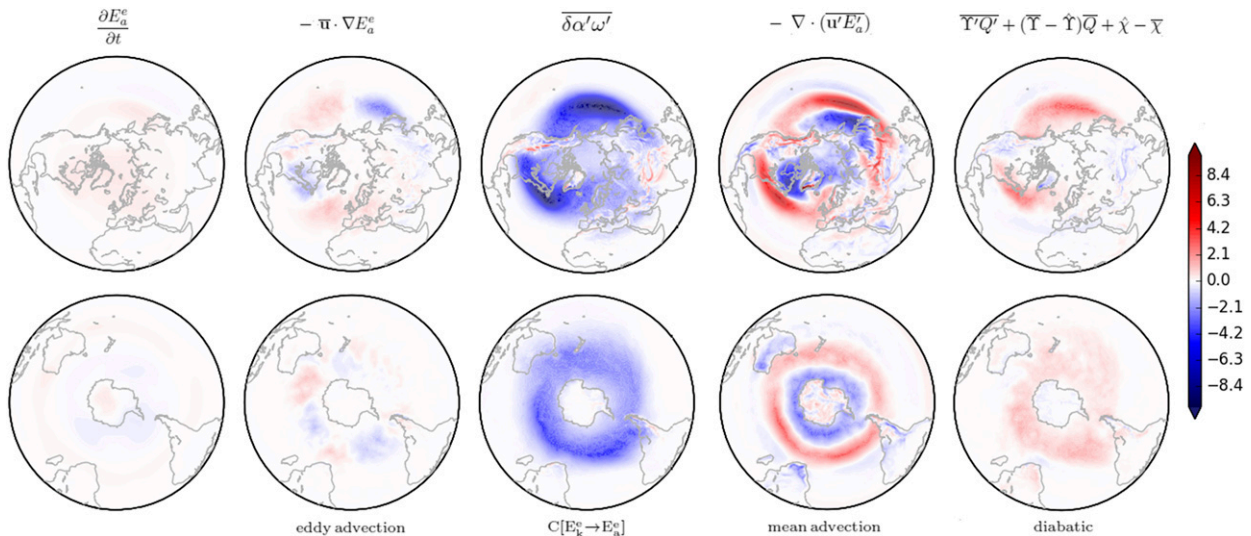 ∂E_a^e/∂t
− ū · ∇E_a^e
\overline{δα′ω′}
− ∇ · (\overline{u′E_a′})
\overline{Υ′Q′} + (\overline{Υ} − \hat{Υ})\overline{Q} + \hat{χ} − \overline{χ}
8.4
6.3
4.2
2.1
0.0
−2.1
−4.2
−6.3
−8.4
eddy advection
C[E_k^e→E_a^e]
mean advection
diabatic